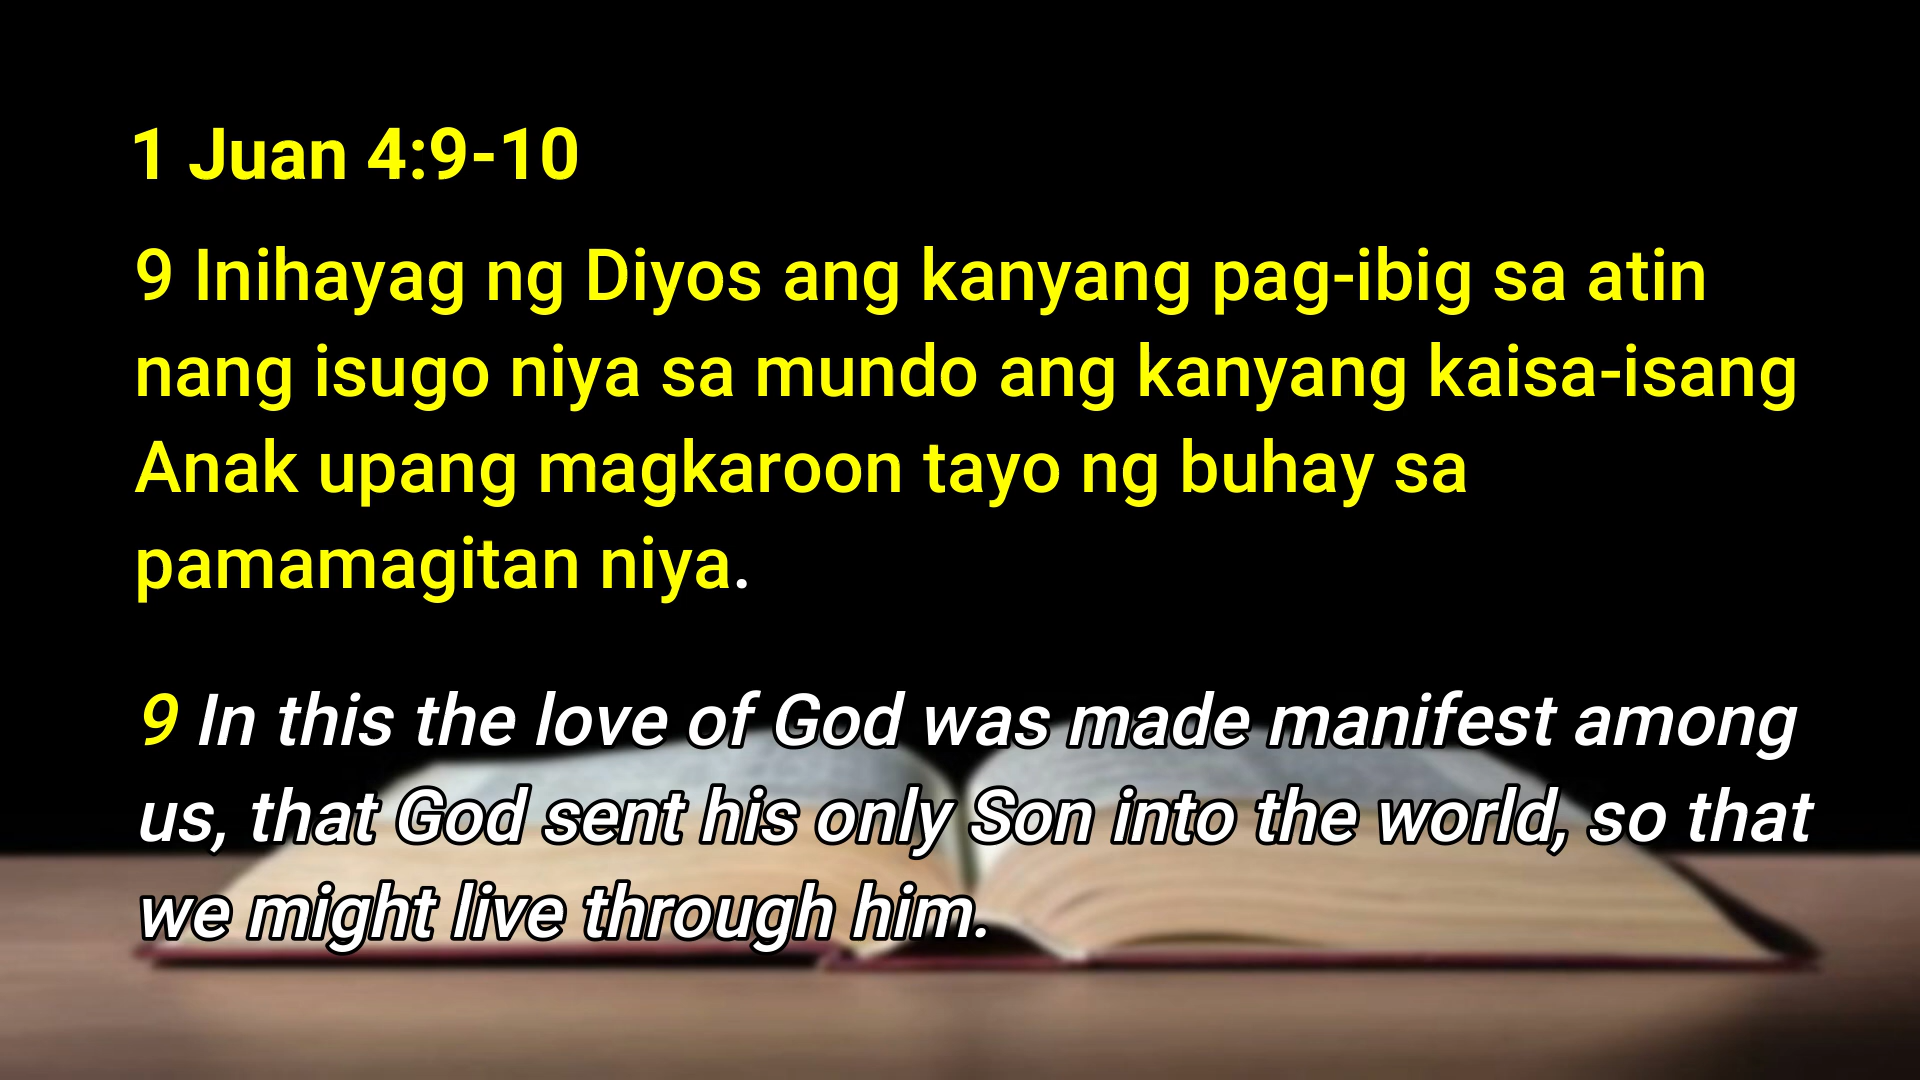 1 Juan 4:9-10
9 Inihayag ng Diyos ang kanyang pag-ibig sa atin
nang isugo niya sa mundo ang kanyang kaisa-isang
Anak upang magkaroon tayo ng buhay sa
pamamagitan niya.
9 In this the love of God was made manifest among
us, that God sent his only Son into the world, so that
we might live through him.